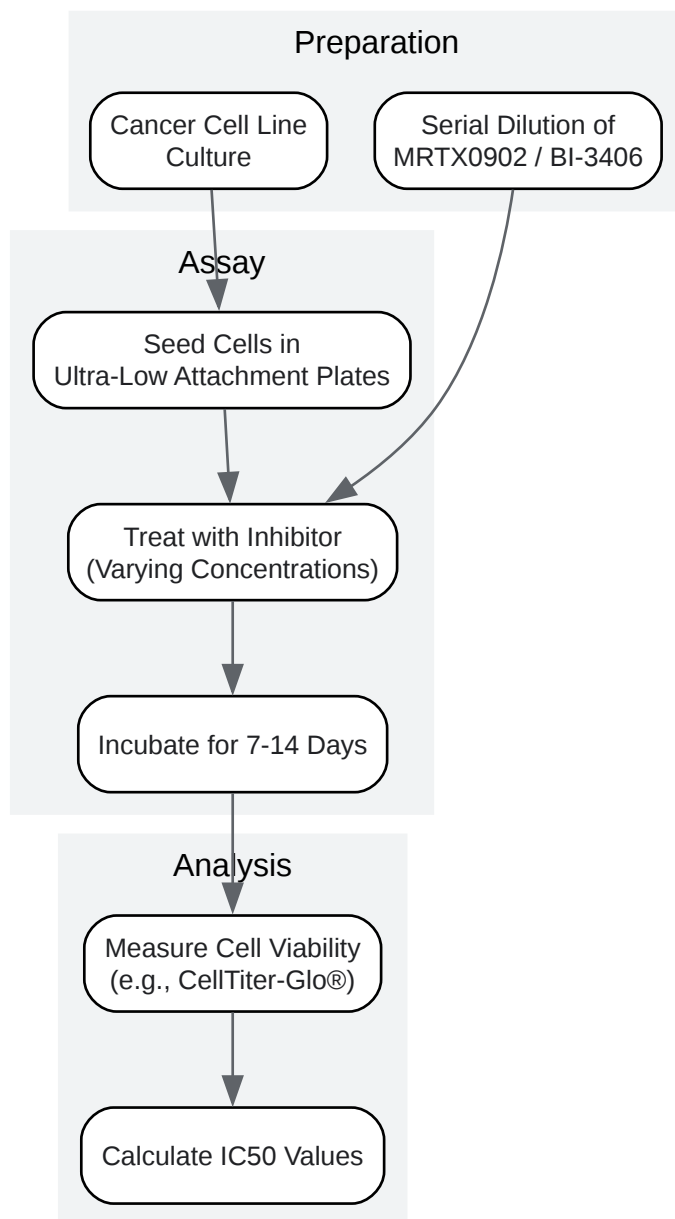 Preparation
Cancer Cell Line
Culture
Serial Dilution of
MRTX0902 / BI-3406
Assay
Seed Cells in
Ultra-Low Attachment Plates
Treat with Inhibitor
(Varying Concentrations)
Incubate for 7-14 Days
Analysis
Measure Cell Viability
(e.g., CellTiter-Glo®)
Calculate IC50 Values